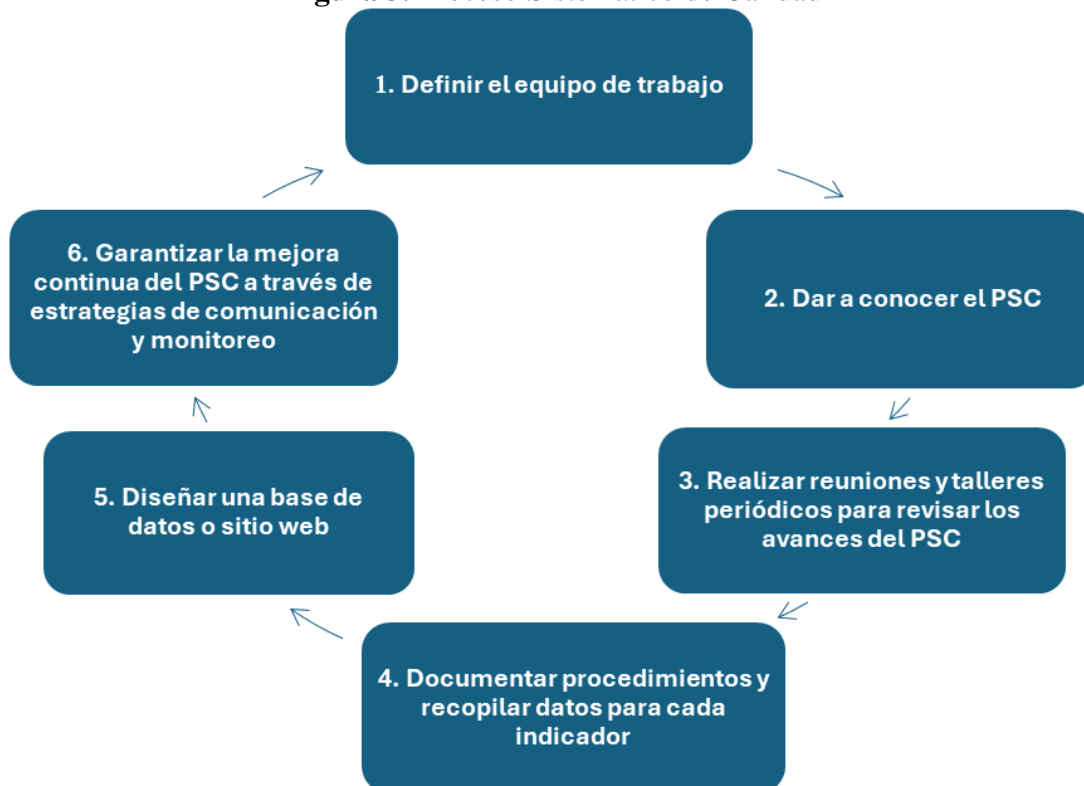 1. Definir el equipo de trabajo
2. Dar a conocer el PSC
3. Realizar reuniones y talleres
periódicos para revisar los
avances del PSC
4. Documentar procedimientos y
recopilar datos para cada
indicador
5. Diseñar una base de
datos o sitio web
6. Garantizar la mejora
continua del PSC a través de
estrategias de comunicación
y monitoreo